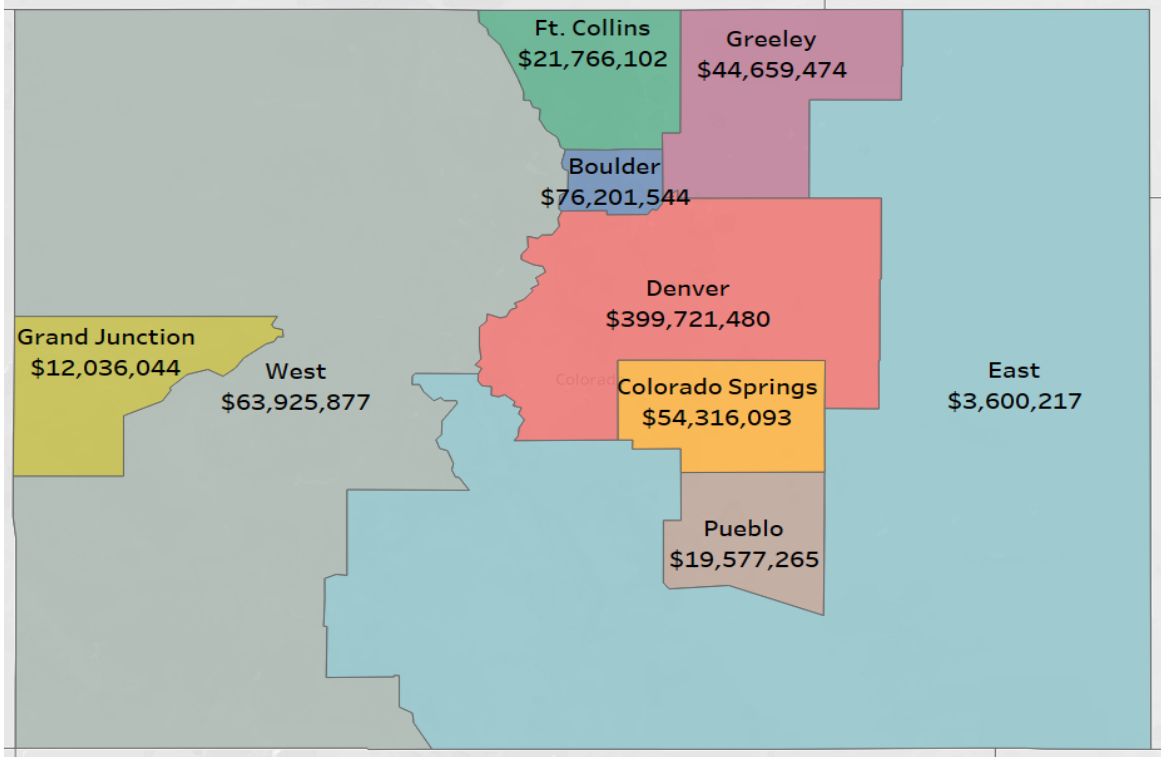 Ft. Collins
$21,766,102
Greeley
$44,659,474
Boulder
$76,201,544
Denver
$399,721,480
Grand Junction
$12,036,044
West
$63,925,877
Colorad
Colorado Springs
$54,316,093
East
$3,600,217
Pueblo
$19,577,265